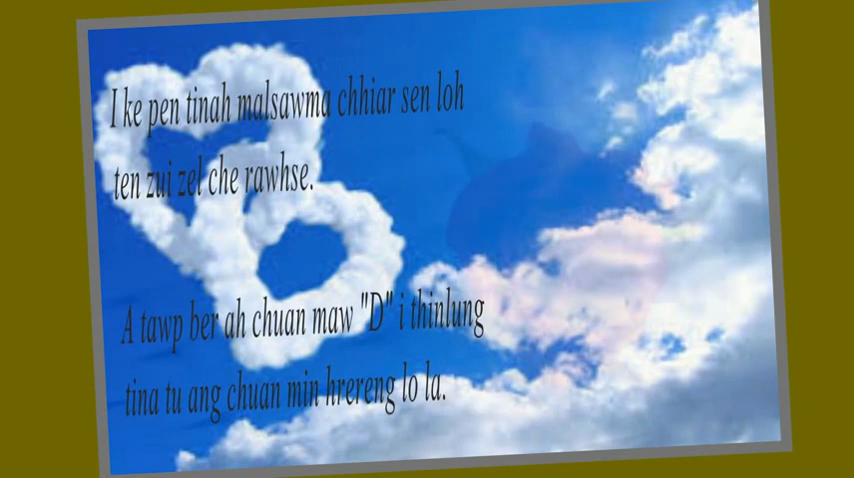 I ke pen tinah malsawma chhiar sen loh
ten zui zel che rawhse.
A tawp ber ah chuan maw "D" i thinlung
tina tu ang chuan min hrereng lo la.